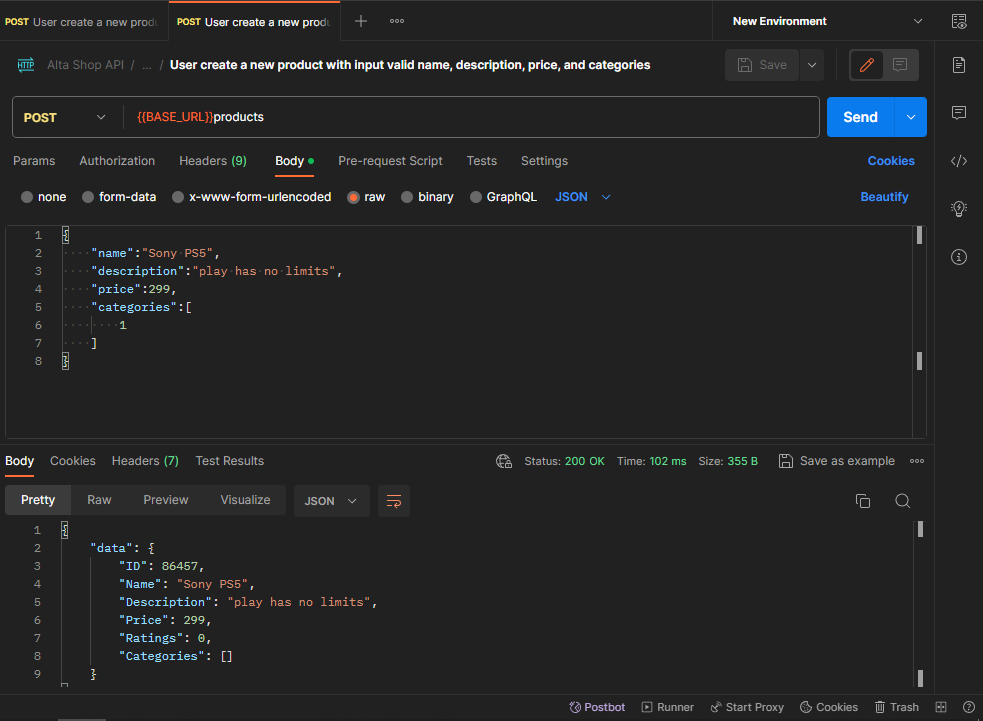 POST User create a new produ POST User create a new produ New Environment
HTTP Alta Shop API / ... / User create a new product with input valid name, description, price, and categories Save
POST {{BASE_URL}}products Send
Params Authorization Headers (9) Body Pre-request Script Tests Settings Cookies
none form-data x-www-form-urlencoded raw binary GraphQL JSON Beautify
1 {
2 "name":"Sony PS5",
3 "description":"play has no limits",
4 "price":299,
5 "categories":[
6 1
7 ]
8 }
Body Cookies Headers (7) Test Results Status: 200 OK Time: 102 ms Size: 355 B Save as example
Pretty Raw Preview Visualize JSON
1 {
2 "data": {
3 "ID": 86457,
4 "Name": "Sony PS5",
5 "Description": "play has no limits",
6 "Price": 299,
7 "Ratings": 0,
8 "Categories": []
9 }
Postbot Runner Start Proxy Cookies Trash